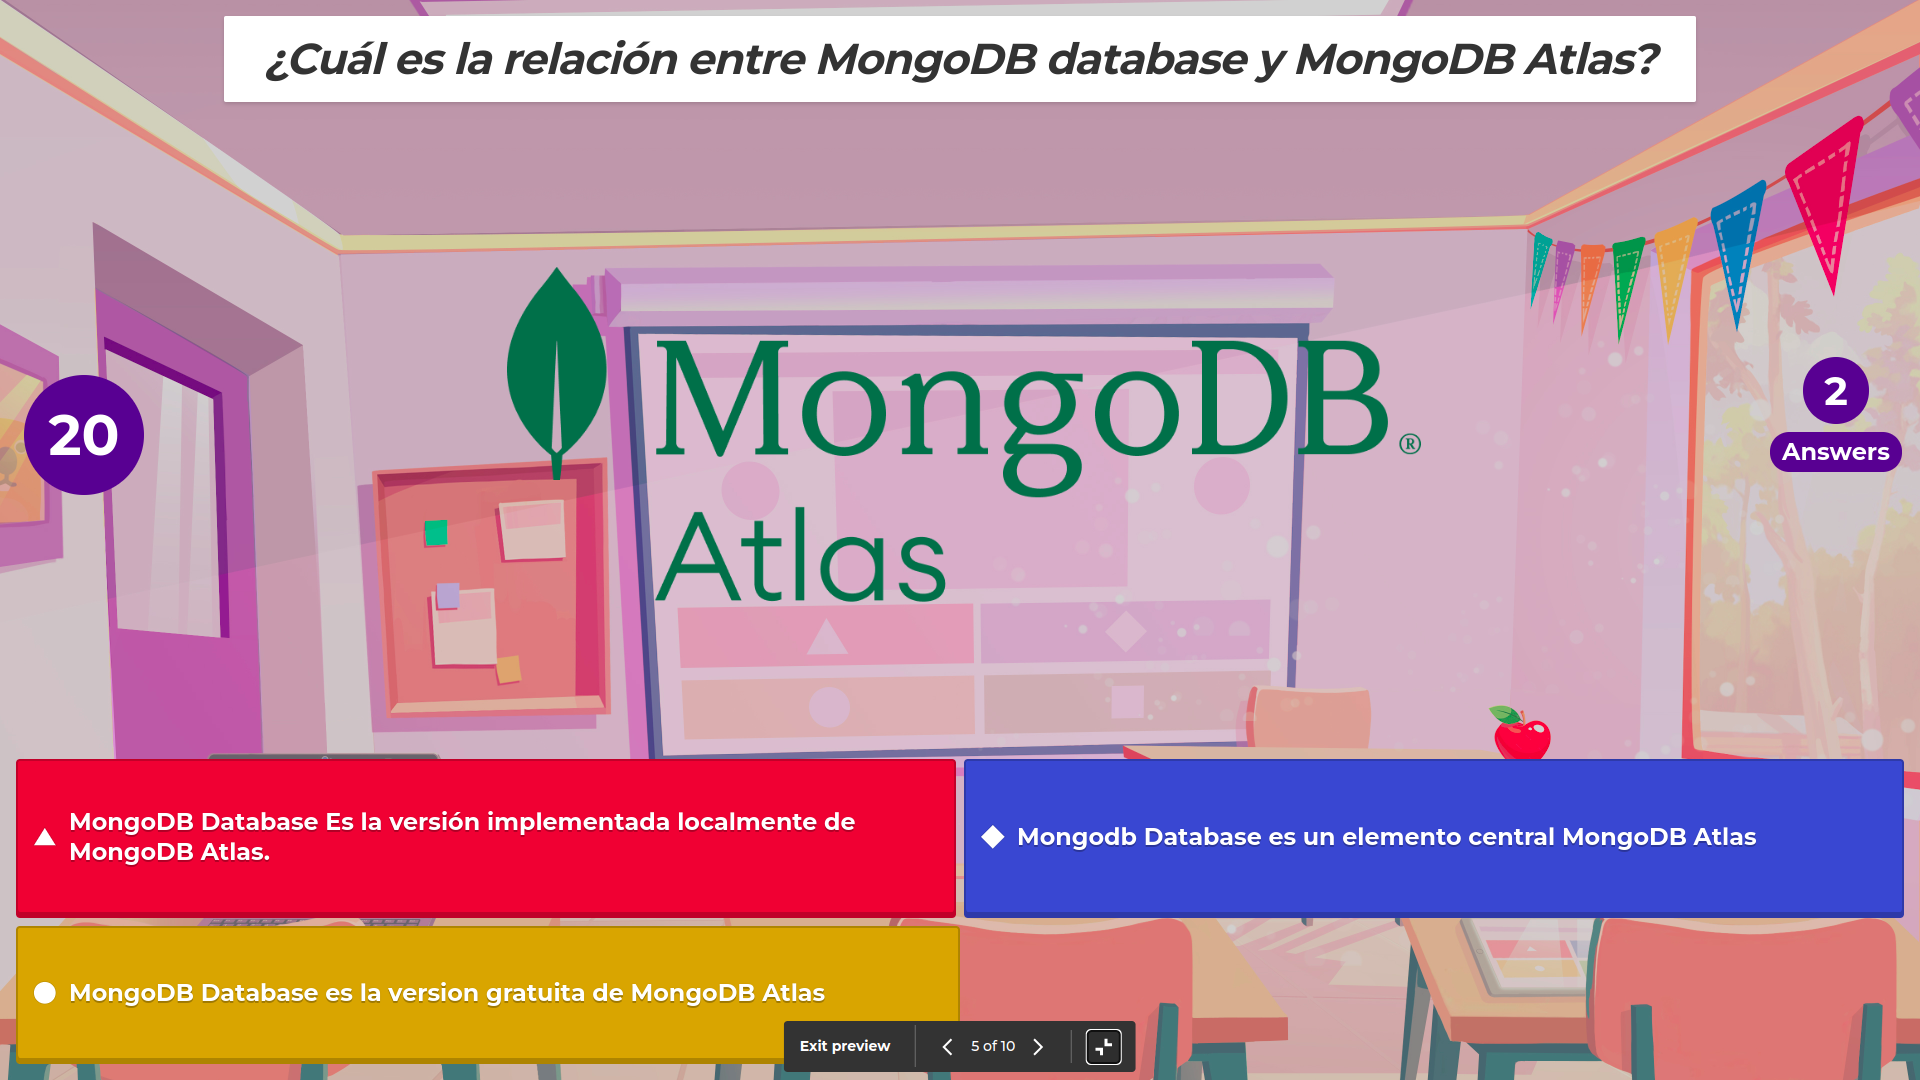 ¿Cuál es la relación entre MongoDB database y MongoDB Atlas?
MongoDB®
Atlas
20
2
Answers
MongoDB Database Es la versión implementada localmente de
MongoDB Atlas.
Mongodb Database es un elemento central MongoDB Atlas
MongoDB Database es la version gratuita de MongoDB Atlas
Exit preview
5 of 10